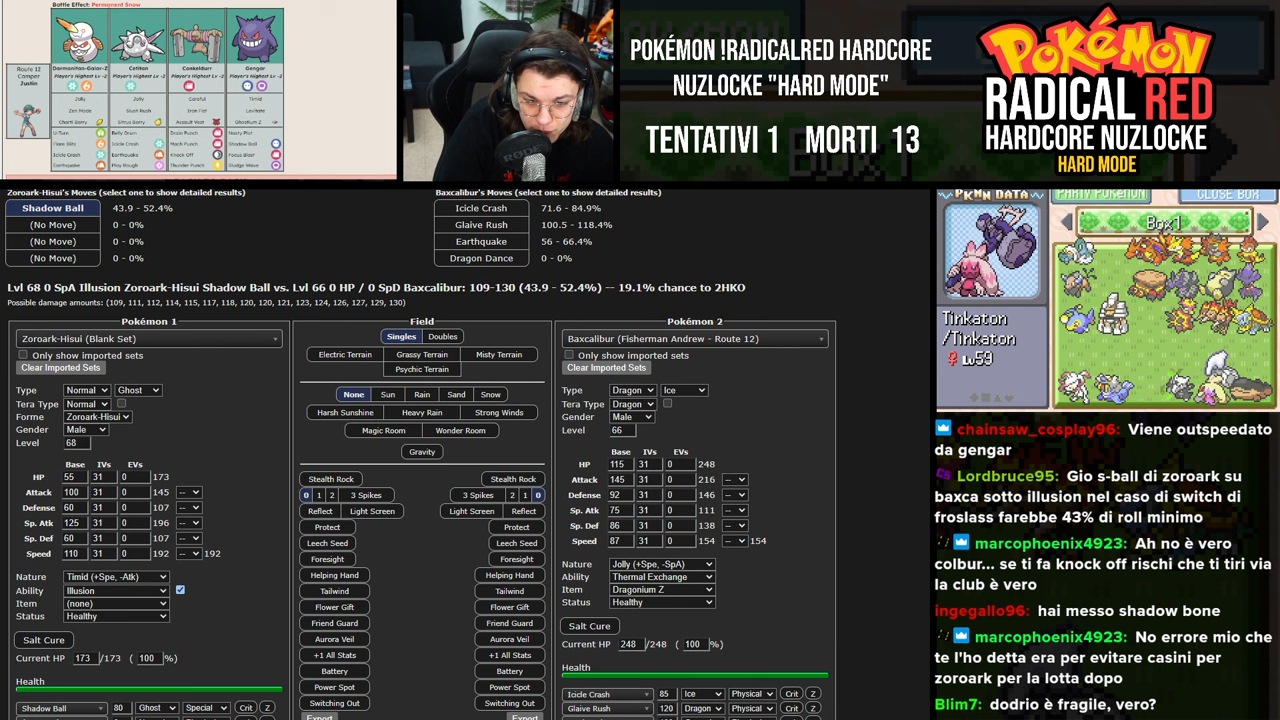 Battle Effect: Permanent Snow
Darmanitan-Galar-Z Cetitan Conkeldurr Gengar
Player's Highest Lv -2 Player's Highest Lv -2 Player's Highest Lv -2 Player's Highest Lv -2
Route 12
Camper
Justin
Jolly Jolly Careful Timid
Zen Mode Slush Rush Iron Fist Levitate
Charti Berry Sitrus Berry Assault Vest Ghostium Z
U-Turn Belly Drum Drain Punch Nasty Plot
Flare Blitz Icicle Crash Mach Punch Shadow Ball
Icicle Crash Earthquake Knock Off Focus Blast
Earthquake Play Rough Thunder Punch Sludge Wave
POKÉMON !RADICALRED HARDCORE
NUZLOCKE "HARD MODE"
TENTATIVI 1 MORTI 13
POKéMON
RADICAL RED
HARDCORE NUZLOCKE
HARD MODE
Zoroark-Hisui's Moves (select one to show detailed results)
Shadow Ball 43.9 - 52.4%
(No Move) 0 - 0%
(No Move) 0 - 0%
(No Move) 0 - 0%
Baxcalibur's Moves (select one to show detailed results)
Icicle Crash 71.6 - 84.9%
Glaive Rush 100.5 - 118.4%
Earthquake 56 - 66.4%
Dragon Dance 0 - 0%
Lvl 68 0 SpA Illusion Zoroark-Hisui Shadow Ball vs. Lvl 66 0 HP / 0 SpD Baxcalibur: 109-130 (43.9 - 52.4%) -- 19.1% chance to 2HKO
Possible damage amounts: (109, 111, 112, 114, 115, 117, 118, 120, 120, 121, 123, 124, 126, 127, 129, 130)
Pokémon 1
Zoroark-Hisui (Blank Set)
Only show imported sets
Clear Imported Sets
Type Normal Ghost
Tera Type Normal
Forme Zoroark-Hisui
Gender Male
Level 68
Base IVs EVs
HP 55 31 0 173
Attack 100 31 0 145 --
Defense 60 31 0 107 --
Sp. Atk 125 31 0 196 --
Sp. Def 60 31 0 107 --
Speed 110 31 0 192 -- 192
Nature Timid (+Spe, -Atk)
Ability Illusion
Item (none)
Status Healthy
Salt Cure
Current HP 173 /173 ( 100 %)
Health
Shadow Ball 80 Ghost Special Crit Z
Field
Singles Doubles
Electric Terrain Grassy Terrain Misty Terrain
Psychic Terrain
None Sun Rain Sand Snow
Harsh Sunshine Heavy Rain Strong Winds
Magic Room Wonder Room
Gravity
Stealth Rock Stealth Rock
0 1 2 3 Spikes 3 Spikes 2 1 0
Reflect Light Screen Light Screen Reflect
Protect Protect
Leech Seed Leech Seed
Foresight Foresight
Helping Hand Helping Hand
Tailwind Tailwind
Flower Gift Flower Gift
Friend Guard Friend Guard
Aurora Veil Aurora Veil
+1 All Stats +1 All Stats
Battery Battery
Power Spot Power Spot
Switching Out Switching Out
Export Export
Pokémon 2
Baxcalibur (Fisherman Andrew - Route 12)
Only show imported sets
Clear Imported Sets
Type Dragon Ice
Tera Type Dragon
Gender Male
Level 66
Base IVs EVs
HP 115 31 0 248
Attack 145 31 0 216 --
Defense 92 31 0 146 --
Sp. Atk 75 31 0 111 --
Sp. Def 86 31 0 138 --
Speed 87 31 0 154 -- 154
Nature Jolly (+Spe, -SpA)
Ability Thermal Exchange
Item Dragonium Z
Status Healthy
Salt Cure
Current HP 248 /248 ( 100 %)
Health
Icicle Crash 85 Ice Physical Crit Z
Glaive Rush 120 Dragon Physical Crit Z
PKMN DATA PARTY POKéMON CLOSE BOX
Box1
Tinkaton
/Tinkaton
♀ Lv59
chainsaw_cosplay96: Viene outspeedato
da gengar
Lordbruce95: Gio s-ball di zoroark su
baxca sotto illusion nel caso di switch di
froslass farebbe 43% di roll minimo
marcophoenix4923: Ah no è vero
colbur... se ti fa knock off rischi che ti tiri via
la club è vero
ingegallo96: hai messo shadow bone
marcophoenix4923: No errore mio che
te l'ho detta era per evitare casini per
zoroark per la lotta dopo
Blim7: dodrio è fragile, vero?